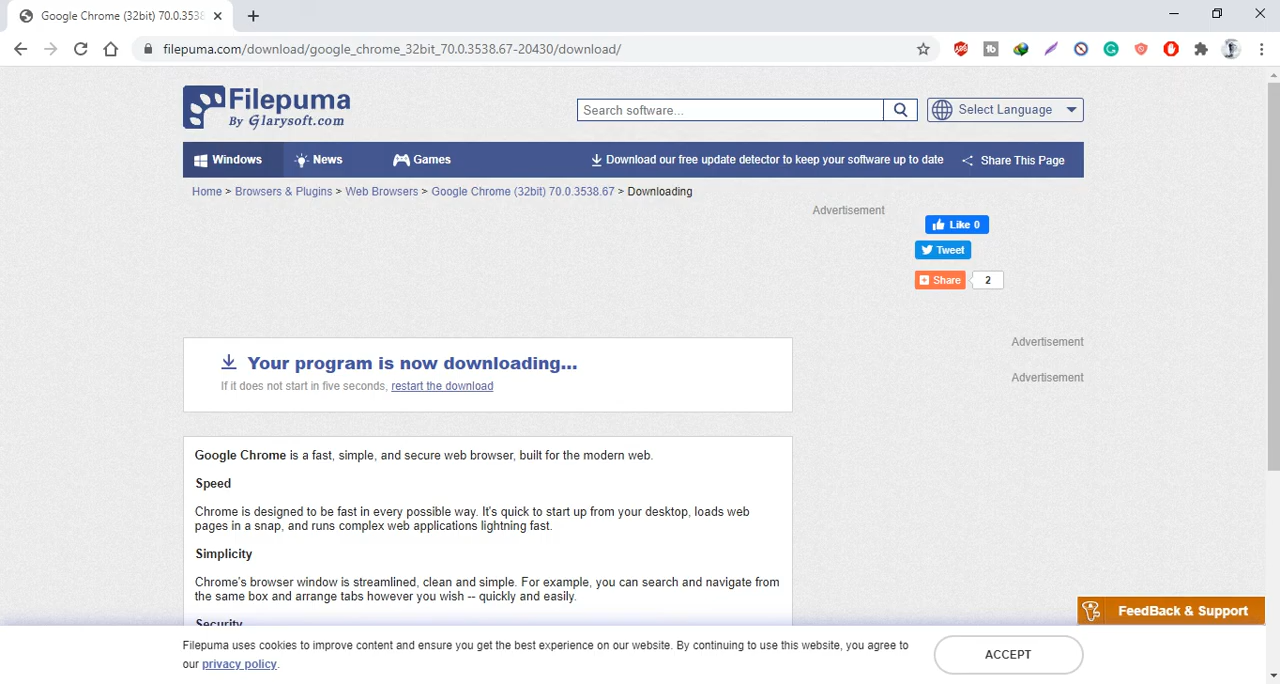 Google Chrome (32bit) 70.0.3538
filepuma.com/download/google_chrome_32bit_70.0.3538.67-20430/download/
Filepuma
By Glarysoft.com
Search software...
Select Language
Windows
News
Games
Download our free update detector to keep your software up to date
Share This Page
Home > Browsers & Plugins > Web Browsers > Google Chrome (32bit) 70.0.3538.67 > Downloading
Advertisement
Like 0
Tweet
Share
2
Advertisement
Advertisement
Your program is now downloading...
If it does not start in five seconds, restart the download
Google Chrome is a fast, simple, and secure web browser, built for the modern web.
Speed
Chrome is designed to be fast in every possible way. It's quick to start up from your desktop, loads web
pages in a snap, and runs complex web applications lightning fast.
Simplicity
Chrome's browser window is streamlined, clean and simple. For example, you can search and navigate from
the same box and arrange tabs however you wish -- quickly and easily.
Security
FeedBack & Support
Filepuma uses cookies to improve content and ensure you get the best experience on our website. By continuing to use this website, you agree to
our privacy policy.
ACCEPT